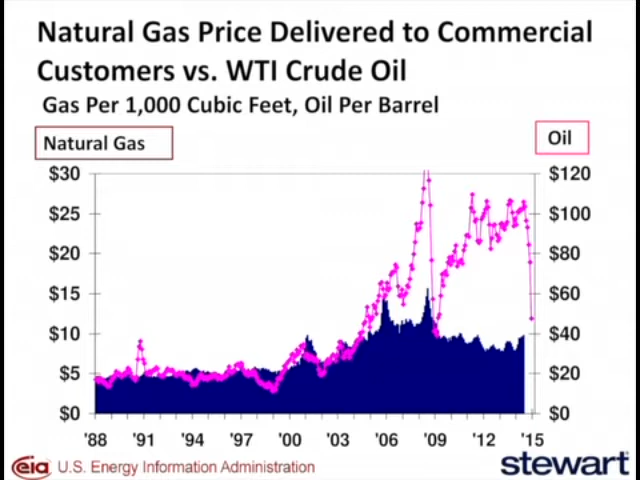 Natural Gas Price Delivered to Commercial
Customers vs. WTI Crude Oil
Gas Per 1,000 Cubic Feet, Oil Per Barrel
Natural Gas
Oil
$30
$120
$25
$100
$20
$80
$15
$60
$10
$40
$5
$20
$0
$0
'88 '91 '94 '97 '00 '03 '06 '09 '12 '15
eia U.S. Energy Information Administration
stewart